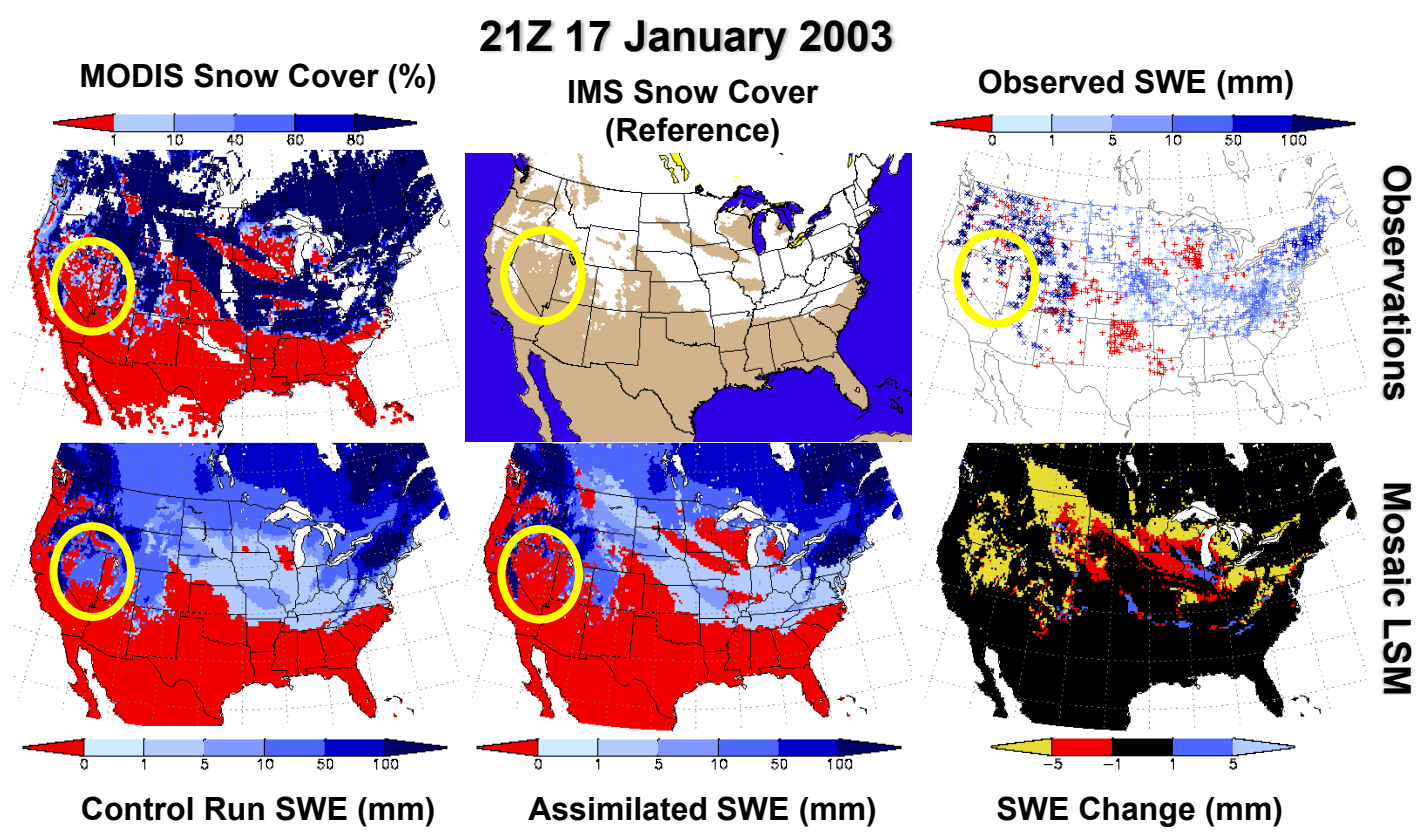 21Z 17 January 2003
MODIS Snow Cover (%)
IMS Snow Cover
(Reference)
Observed SWE (mm)
1 10 40 60 80
0 1 5 10 50 100
Observations
Mosaic LSM
0 1 5 10 50 100
0 1 5 10 50 100
-5 -1 1 5
Control Run SWE (mm)
Assimilated SWE (mm)
SWE Change (mm)